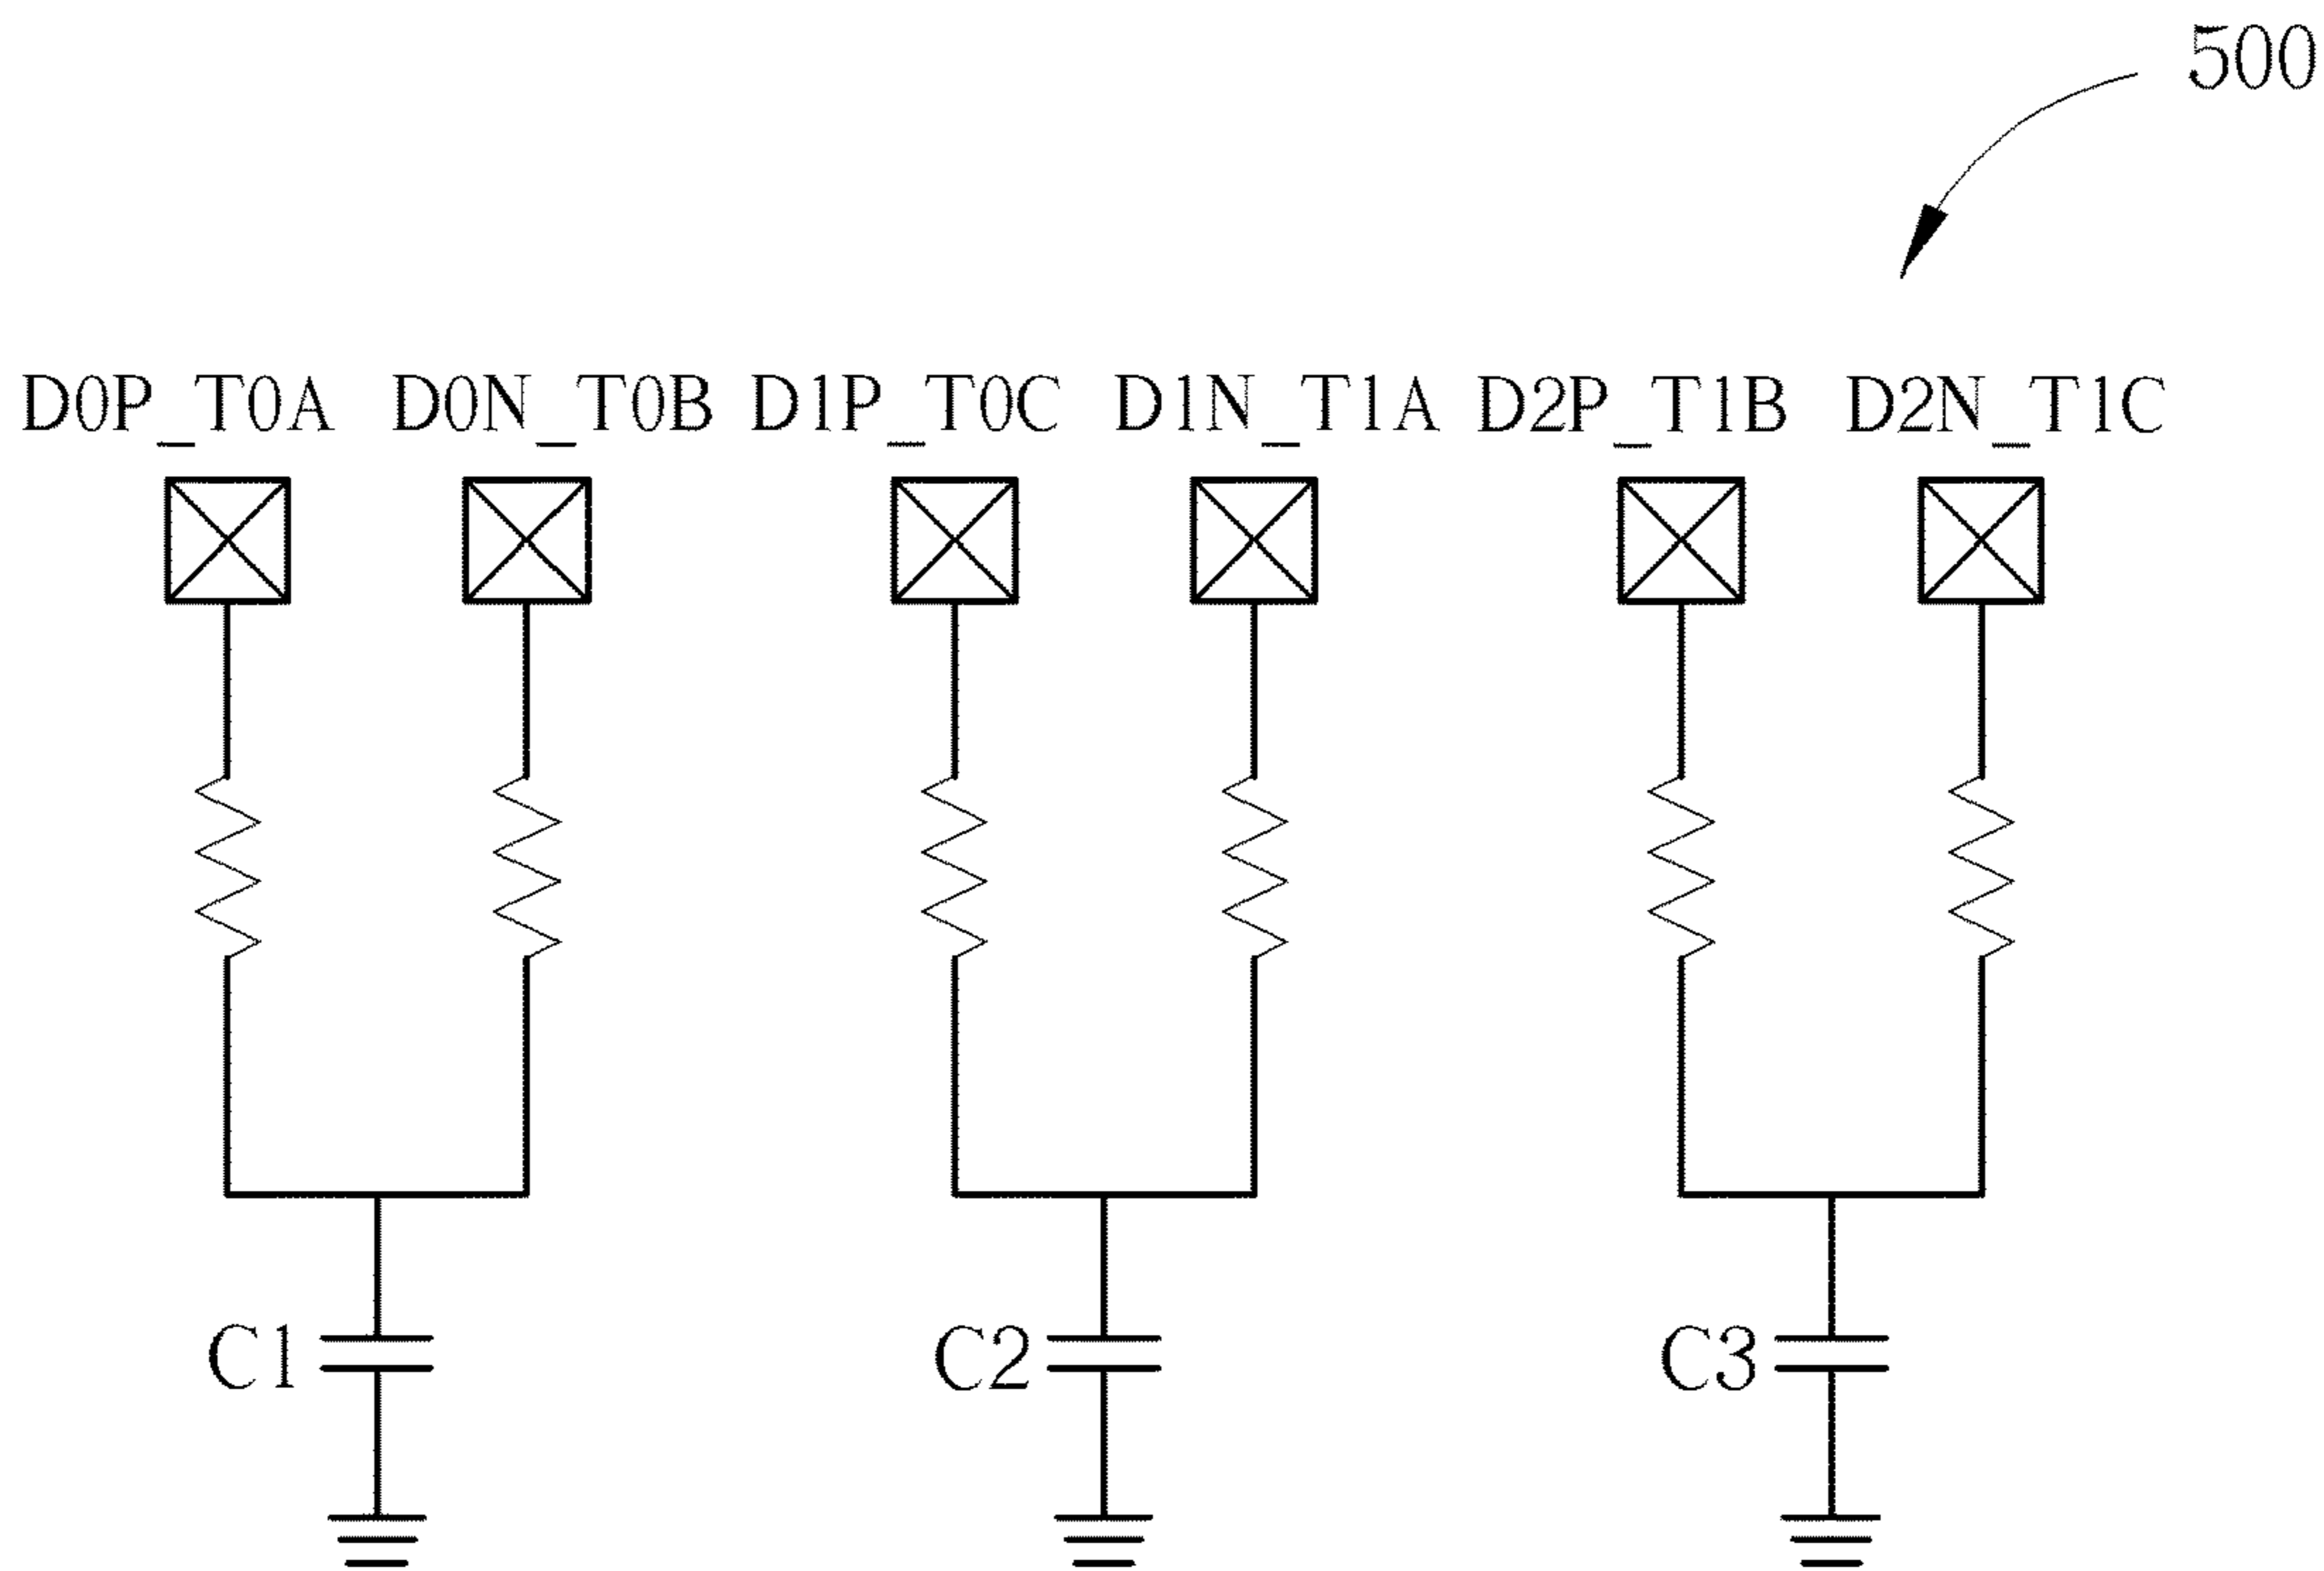 500
D0P_T0A D0N_T0B D1P_T0C D1N_T1A D2P_T1B D2N_T1C
C1 C2 C3